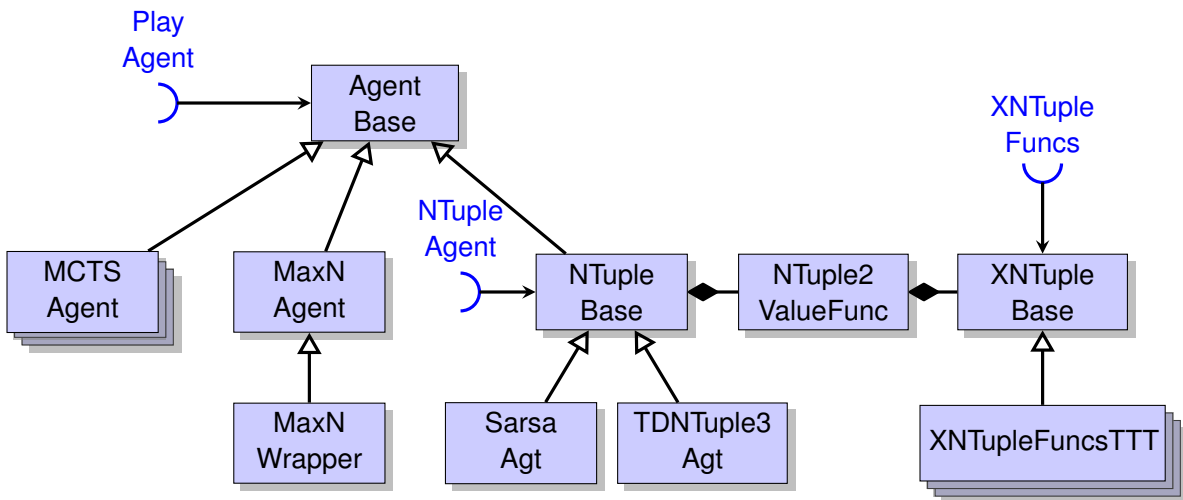 Play
Agent
Agent
Base
XNTuple
Funcs
NTuple
Agent
MCTS
Agent
MaxN
Agent
NTuple
Base
NTuple2
ValueFunc
XNTuple
Base
MaxN
Wrapper
Sarsa
Agt
TDNTuple3
Agt
XNTupleFuncsTTT